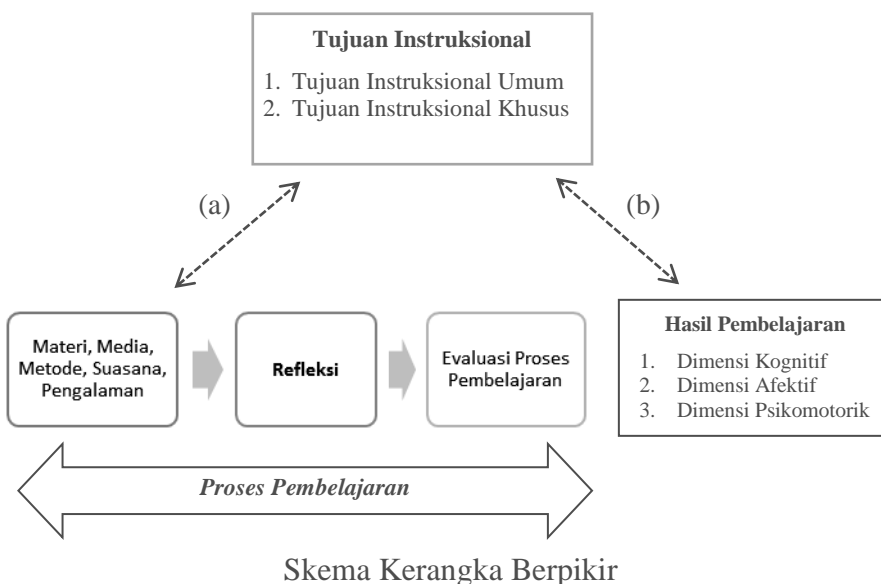 Tujuan Instruksional
1. Tujuan Instruksional Umum
2. Tujuan Instruksional Khusus
(a)
(b)
Materi, Media,
Metode, Suasana,
Pengalaman
Refleksi
Evaluasi Proses
Pembelajaran
Hasil Pembelajaran
1. Dimensi Kognitif
2. Dimensi Afektif
3. Dimensi Psikomotorik
Proses Pembelajaran
Skema Kerangka Berpikir